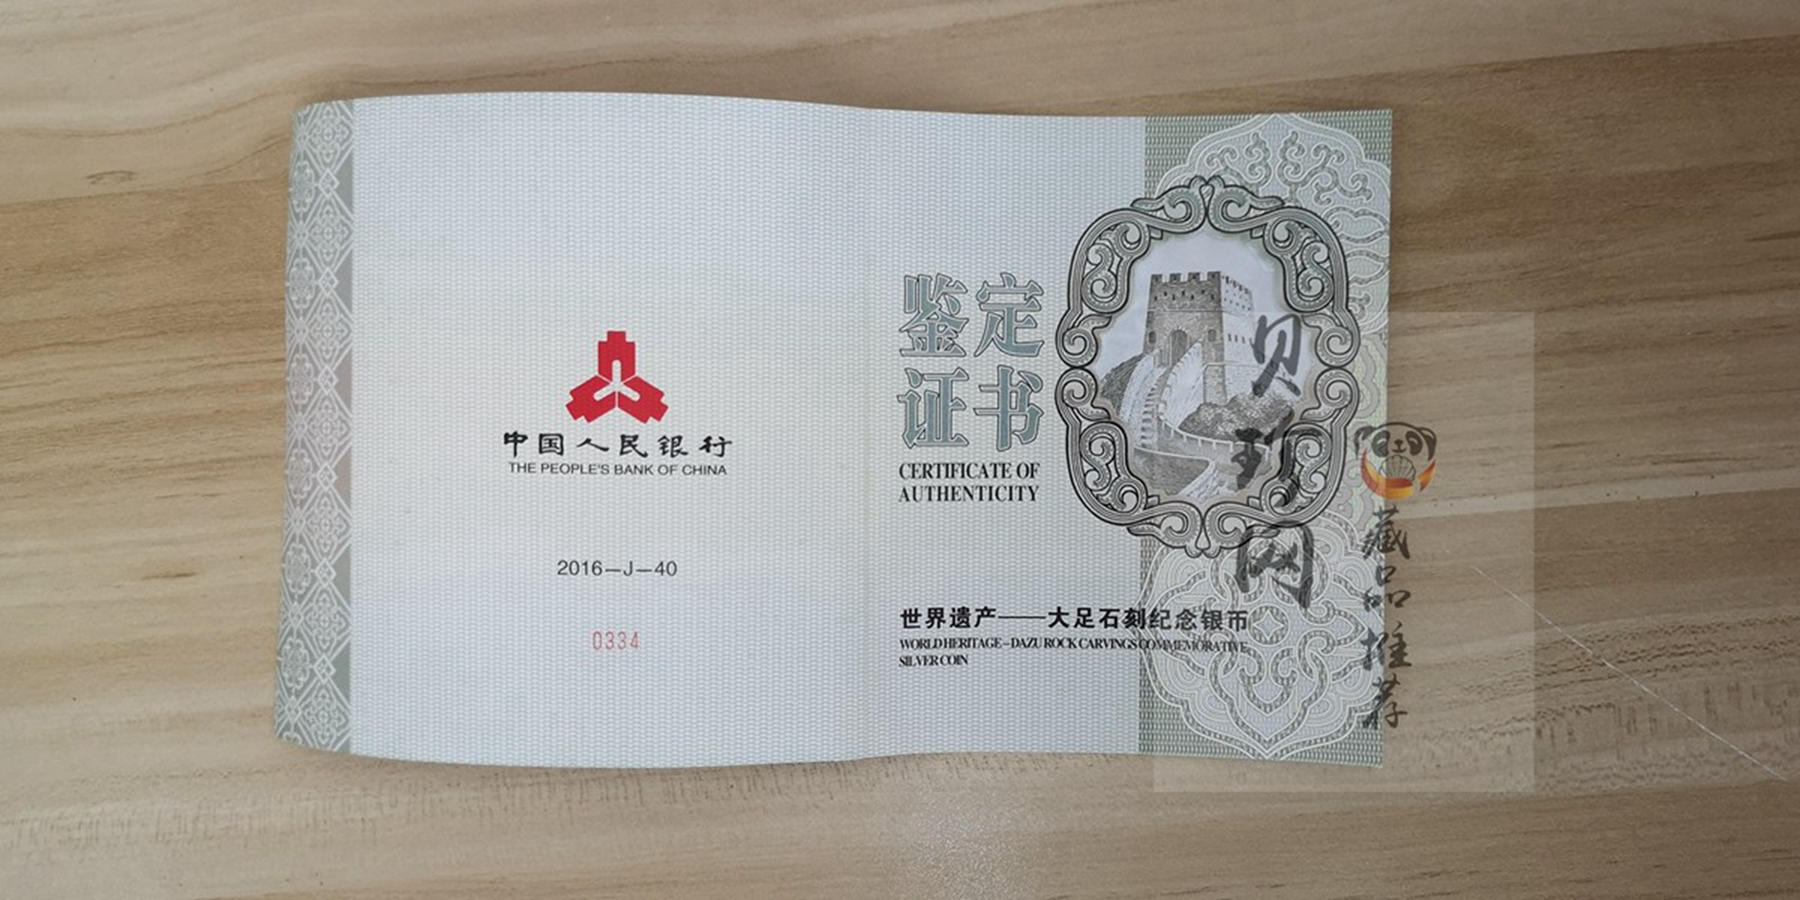 中国人民银行
THE PEOPLE'S BANK OF CHINA
2016—J—40
0334
鉴定
证书
CERTIFICATE OF
AUTHENTICITY
世界遗产——大足石刻纪念银币
WORLD HERITAGE – DAZU ROCK CARVINGS COMMEMORATIVE
SILVER COIN
贝珍网
藏品推荐